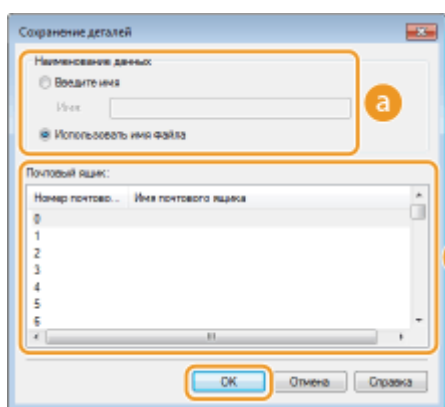 Сохранение деталей
Наименование данных
Введите имя
Имя:
a
Использовать имя файла
Почтовый ящик:
Номер почтово... Имя почтового ящика
0
1
2
3
4
5
6
OK Отмена Справка